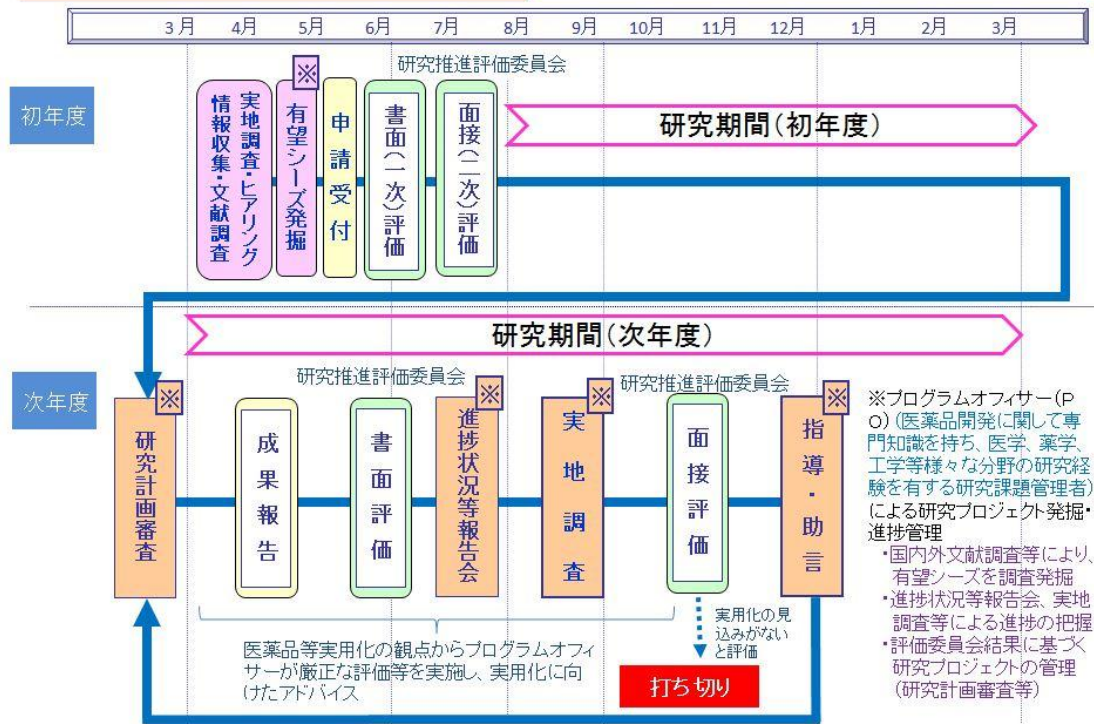 3月 4月 5月 6月 7月 8月 9月 10月 11月 12月 1月 2月 3月
研究推進評価委員会
初年度
実地調査・ヒアリング
情報収集・文献調査
※
有望シーズ発掘
申請受付
書面(一次)評価
面接(二次)評価
研究期間(初年度)
研究期間(次年度)
次年度
研究推進評価委員会
研究推進評価委員会
※
研究計画審査
成果報告
書面評価
※
進捗状況等報告会
※
実地調査
面接評価
※
指導・助言
実用化の見
込みがない
と評価
打ち切り
医薬品等実用化の観点からプログラムオフィ
サーが厳正な評価等を実施し、実用化に向
けたアドバイス
※プログラムオフィサー(P
O)(医薬品開発に関して専
門知識を持ち、医学、薬学、
工学等様々な分野の研究経
験を有する研究課題管理者)
による研究プロジェクト発掘・
進捗管理
・国内外文献調査等により、
有望シーズを調査発掘
・進捗状況等報告会、実地
調査等による進捗の把握
・評価委員会結果に基づく
研究プロジェクトの管理
(研究計画審査等)